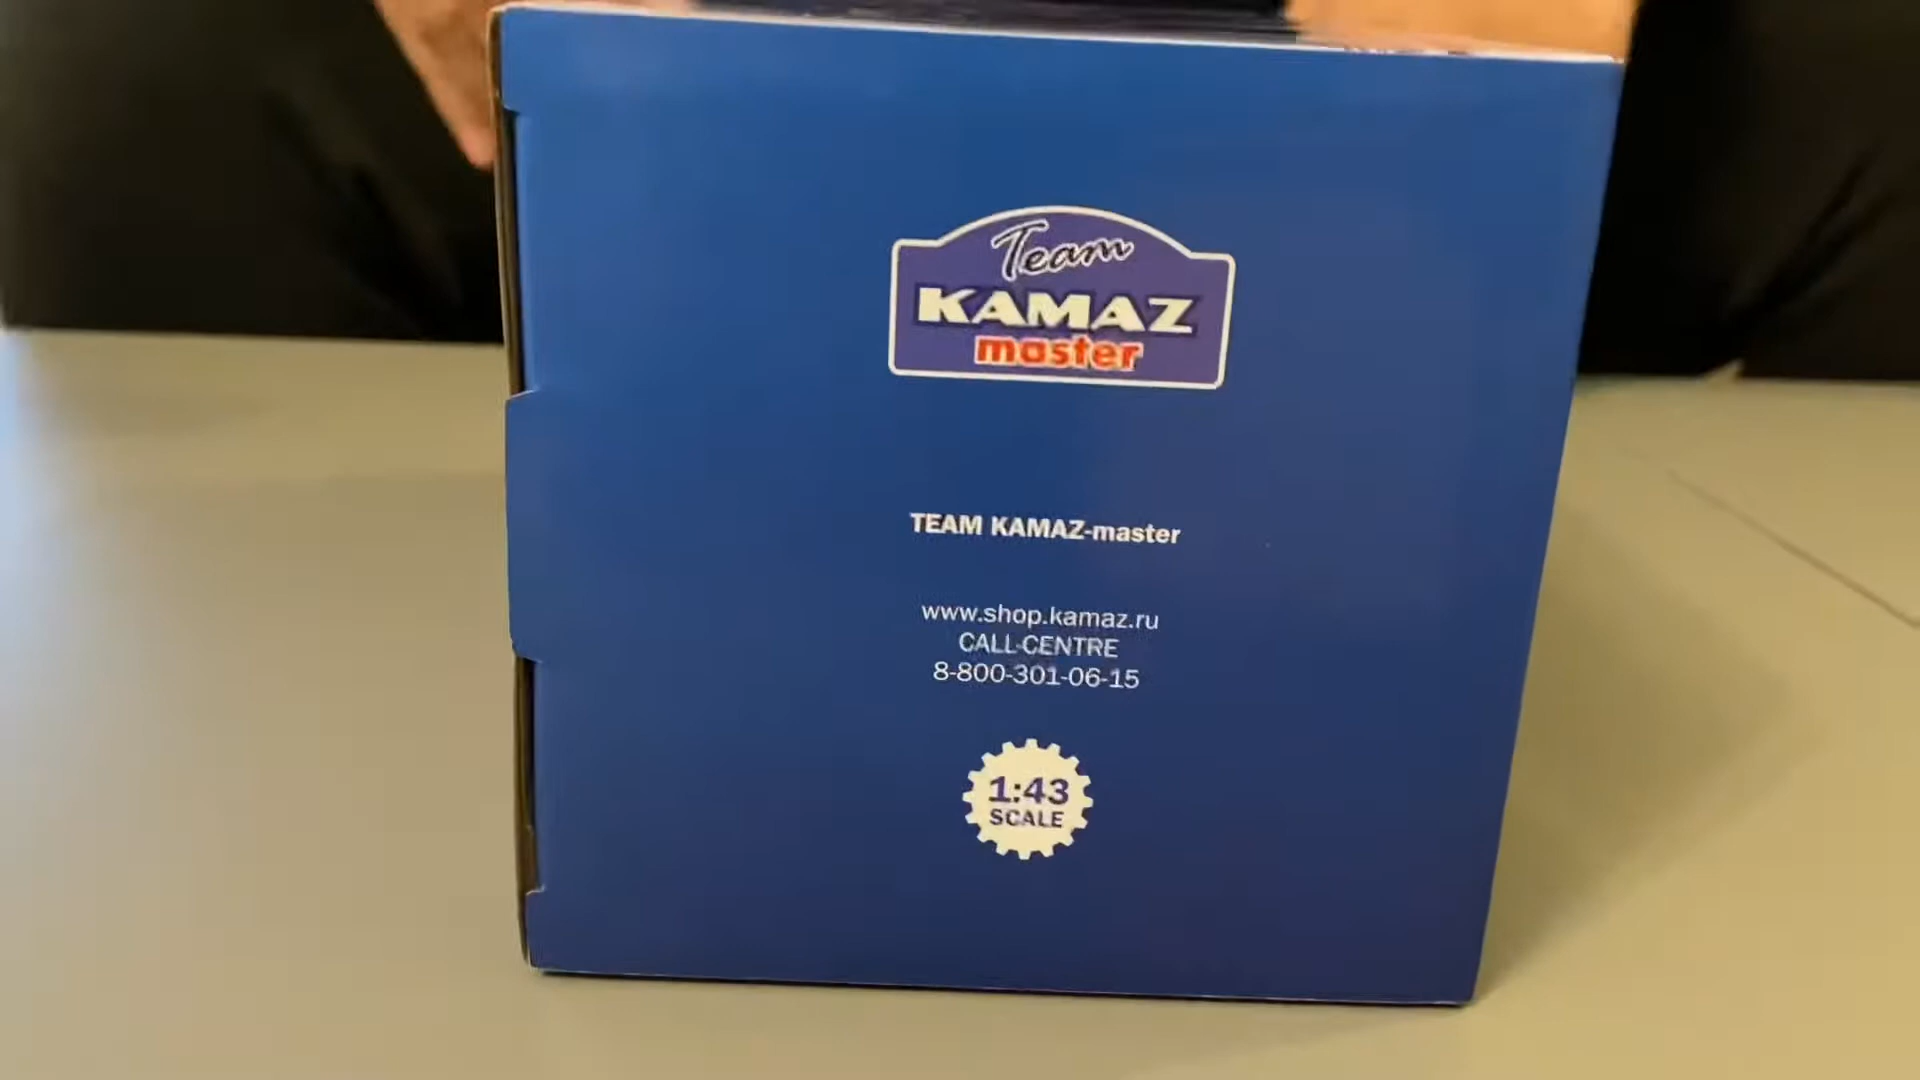 Team
KAMAZ
master
TEAM KAMAZ-master
www.shop.kamaz.ru
CALL-CENTRE
8-800-301-06-15
1:43
SCALE